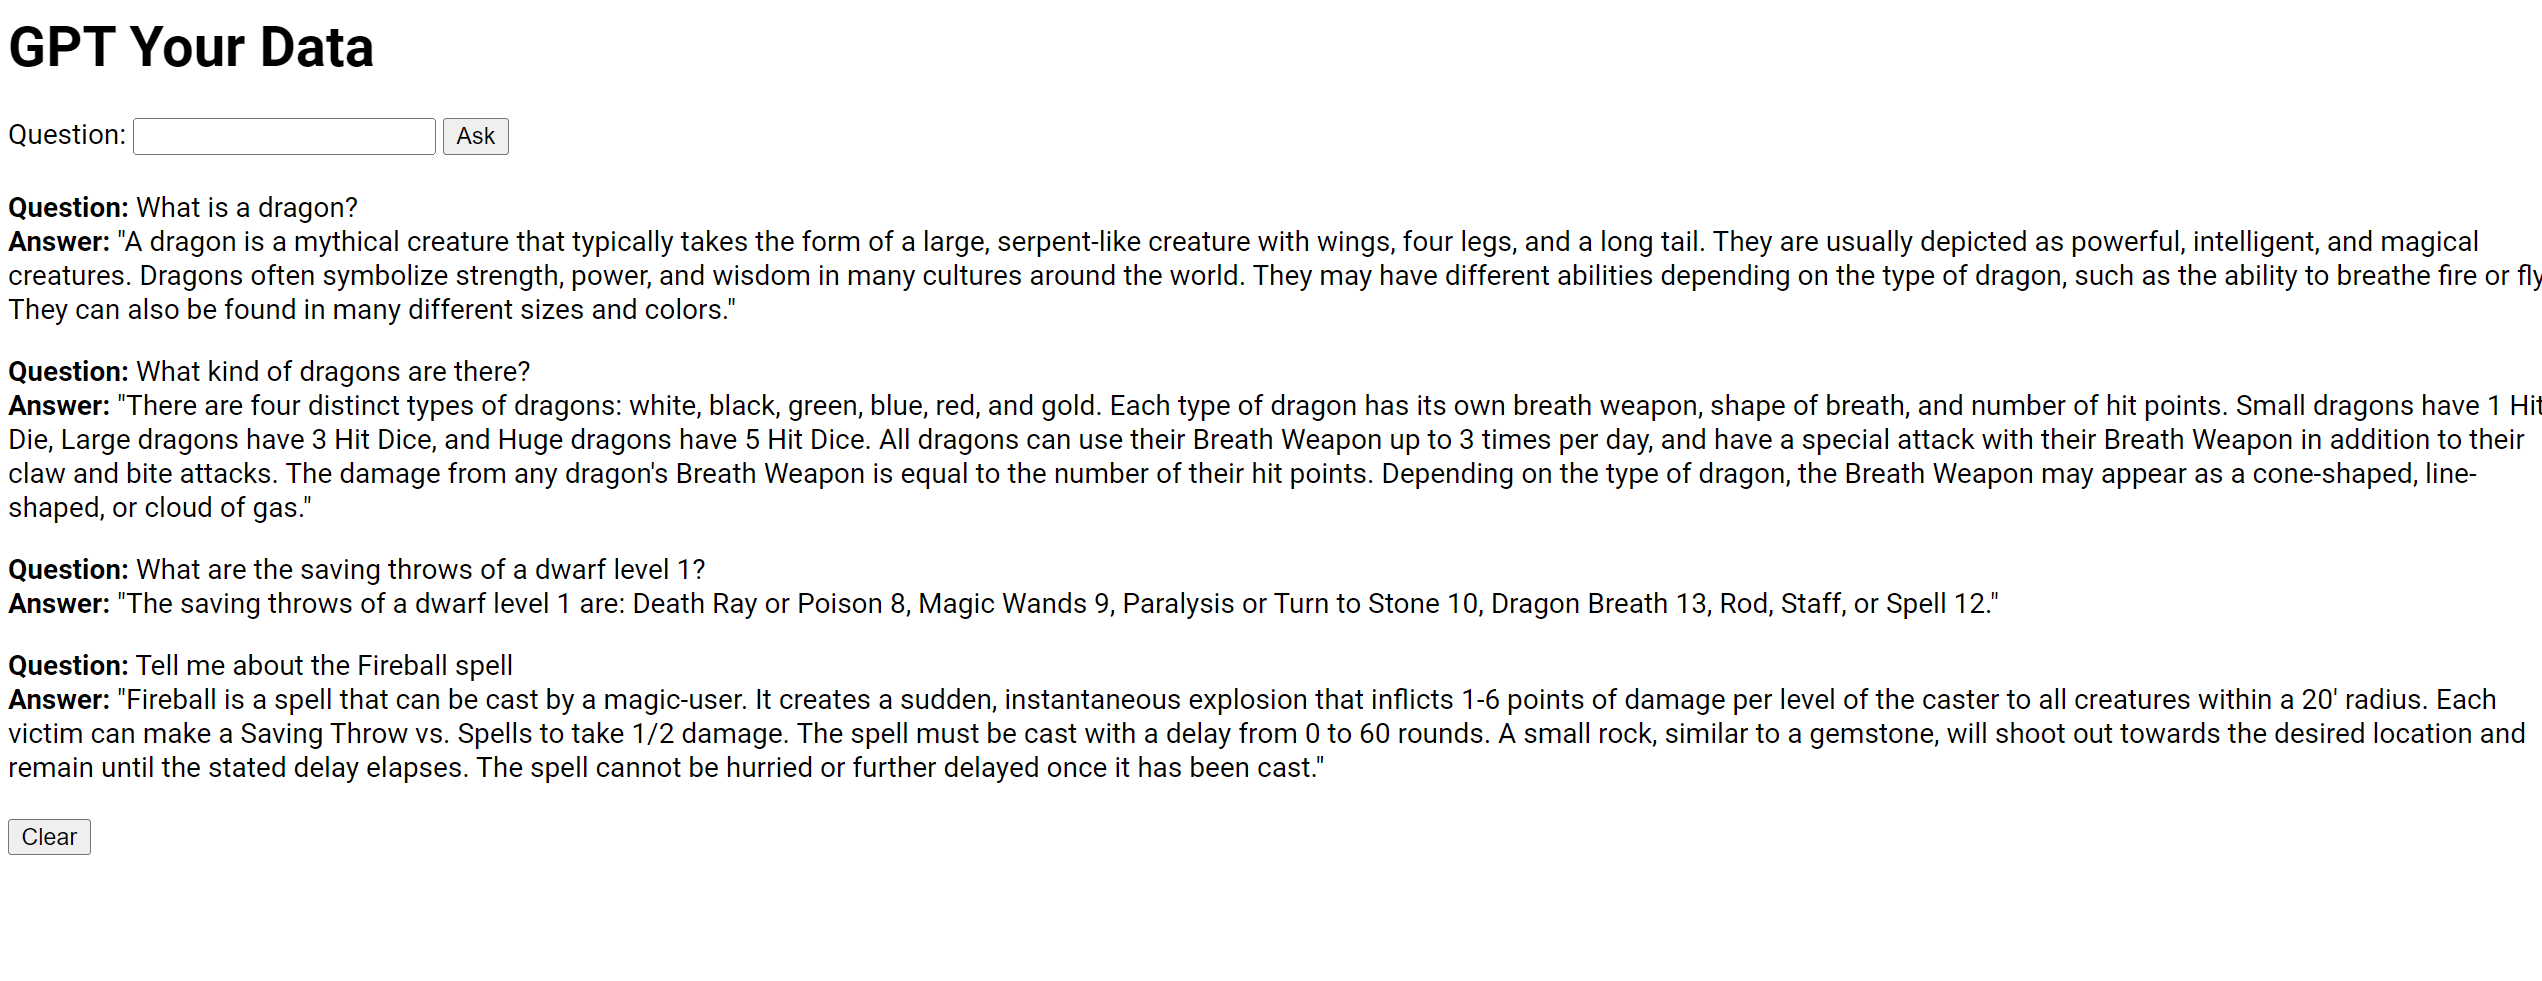 GPT Your Data
Question: Ask
Question: What is a dragon?
Answer: "A dragon is a mythical creature that typically takes the form of a large, serpent-like creature with wings, four legs, and a long tail. They are usually depicted as powerful, intelligent, and magical
creatures. Dragons often symbolize strength, power, and wisdom in many cultures around the world. They may have different abilities depending on the type of dragon, such as the ability to breathe fire or fly
They can also be found in many different sizes and colors."
Question: What kind of dragons are there?
Answer: "There are four distinct types of dragons: white, black, green, blue, red, and gold. Each type of dragon has its own breath weapon, shape of breath, and number of hit points. Small dragons have 1 Hit
Die, Large dragons have 3 Hit Dice, and Huge dragons have 5 Hit Dice. All dragons can use their Breath Weapon up to 3 times per day, and have a special attack with their Breath Weapon in addition to their
claw and bite attacks. The damage from any dragon's Breath Weapon is equal to the number of their hit points. Depending on the type of dragon, the Breath Weapon may appear as a cone-shaped, line-
shaped, or cloud of gas."
Question: What are the saving throws of a dwarf level 1?
Answer: "The saving throws of a dwarf level 1 are: Death Ray or Poison 8, Magic Wands 9, Paralysis or Turn to Stone 10, Dragon Breath 13, Rod, Staff, or Spell 12."
Question: Tell me about the Fireball spell
Answer: "Fireball is a spell that can be cast by a magic-user. It creates a sudden, instantaneous explosion that inflicts 1-6 points of damage per level of the caster to all creatures within a 20' radius. Each
victim can make a Saving Throw vs. Spells to take 1/2 damage. The spell must be cast with a delay from 0 to 60 rounds. A small rock, similar to a gemstone, will shoot out towards the desired location and
remain until the stated delay elapses. The spell cannot be hurried or further delayed once it has been cast."
Clear